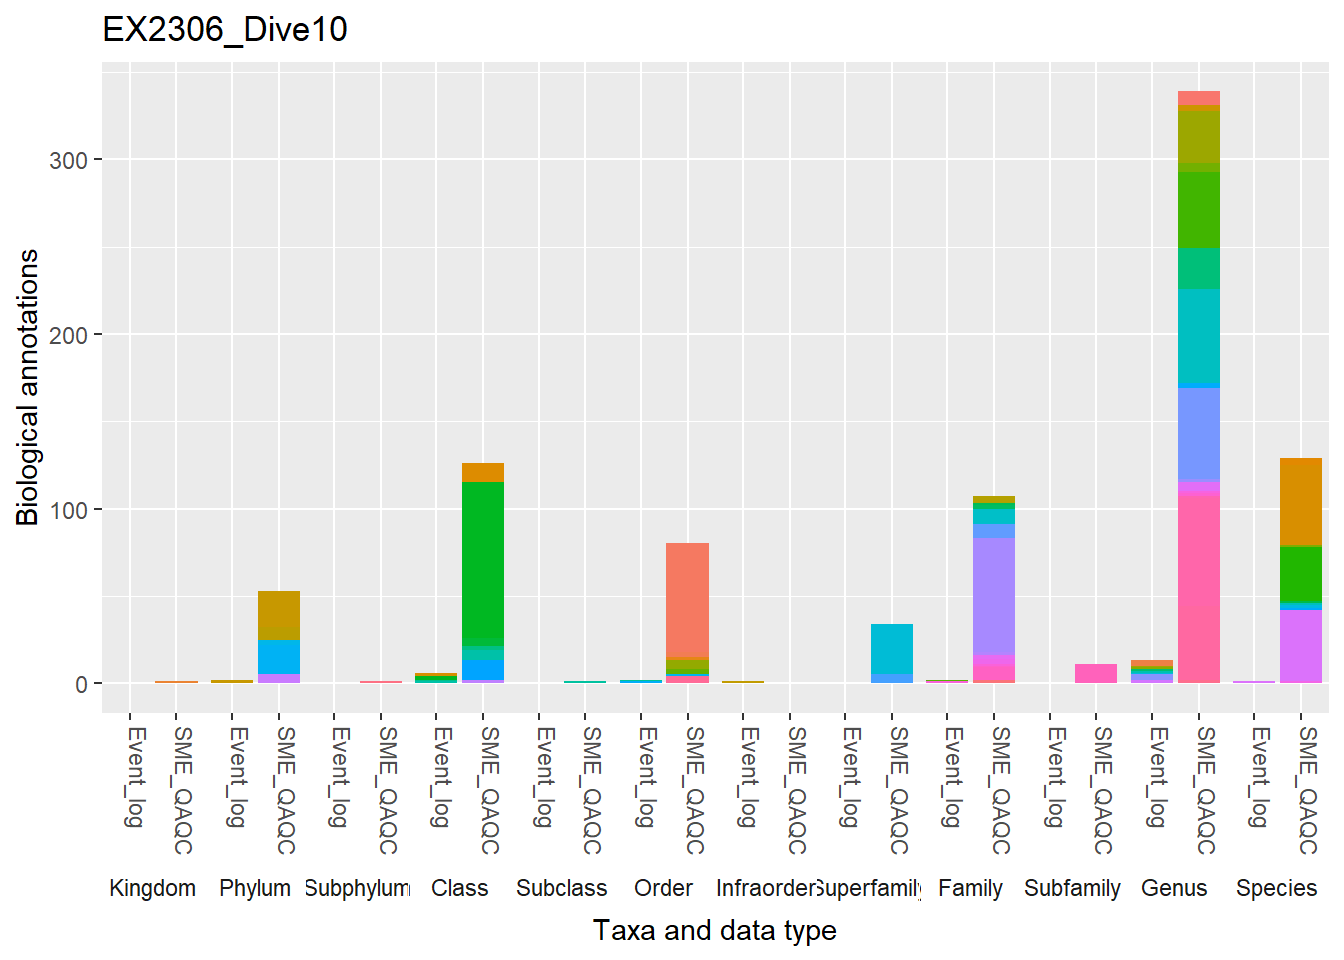 EX2306_Dive10
Biological annotations
300
200
100
0
Event_log SME_QAQC Event_log SME_QAQC Event_log SME_QAQC Event_log SME_QAQC Event_log SME_QAQC Event_log SME_QAQC Event_log SME_QAQC Event_log SME_QAQC Event_log SME_QAQC Event_log SME_QAQC Event_log SME_QAQC Event_log SME_QAQC
Kingdom Phylum Subphylum Class Subclass Order Infraorder Superfamily Family Subfamily Genus Species
Taxa and data type